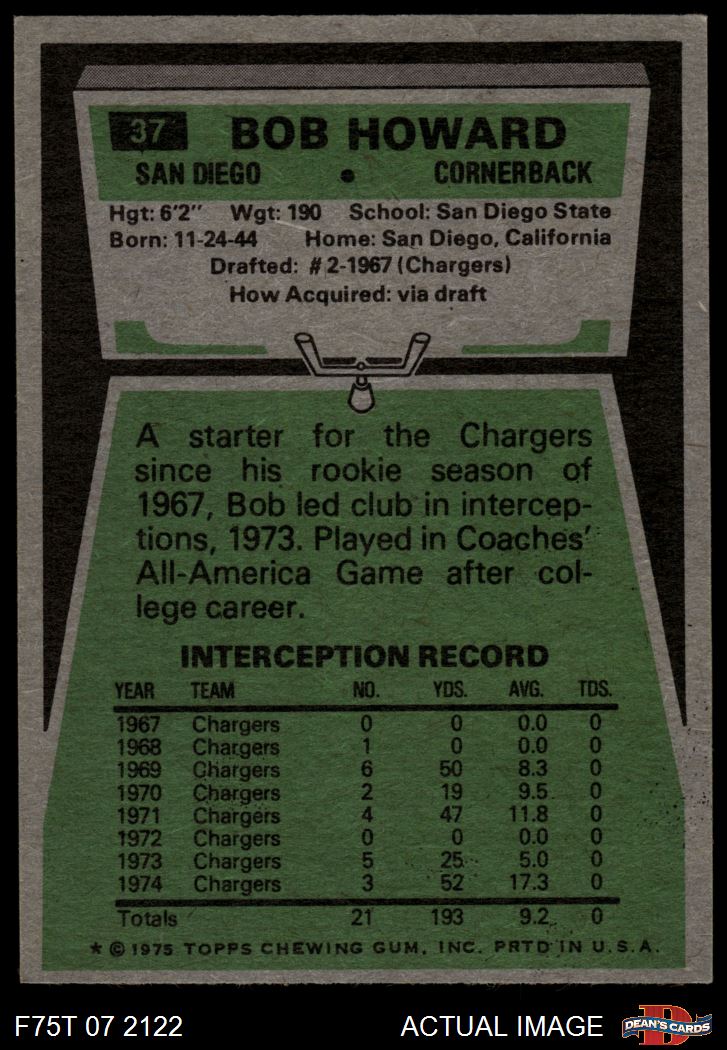 37 BOB HOWARD
SAN DIEGO • CORNERBACK
Hgt: 6'2" Wgt: 190 School: San Diego State
Born: 11-24-44 Home: San Diego, California
Drafted: #2-1967 (Chargers)
How Acquired: via draft
A starter for the Chargers
since his rookie season of
1967, Bob led club in intercep-
tions, 1973. Played in Coaches'
All-America Game after col-
lege career.
INTERCEPTION RECORD
YEAR TEAM NO. YDS. AVG. TDS.
1967 Chargers 0 0 0.0 0
1968 Chargers 1 0 0.0 0
1969 Chargers 6 50 8.3 0
1970 Chargers 2 19 9.5 0
1971 Chargers 4 47 11.8 0
1972 Chargers 0 0 0.0 0
1973 Chargers 5 25 5.0 0
1974 Chargers 3 52 17.3 0
Totals 21 193 9.2 0
* © 1975 TOPPS CHEWING GUM, INC. PRTD IN U.S.A.
F75T 07 2122 ACTUAL IMAGE D DEAN'S CARDS